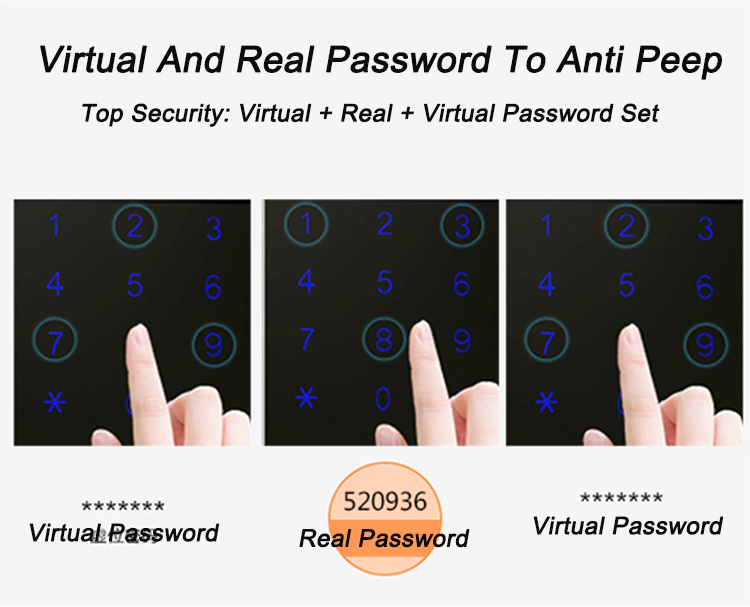 Virtual And Real Password To Anti Peep
Top Security: Virtual + Real + Virtual Password Set
1 2 3
4 5 6
7 9
*
1 2 3
4 5 6
7 8 9
* 0
1 2 3
4 5 6
7 9
*
*******
Virtual Password
520936
Real Password
*******
Virtual Password